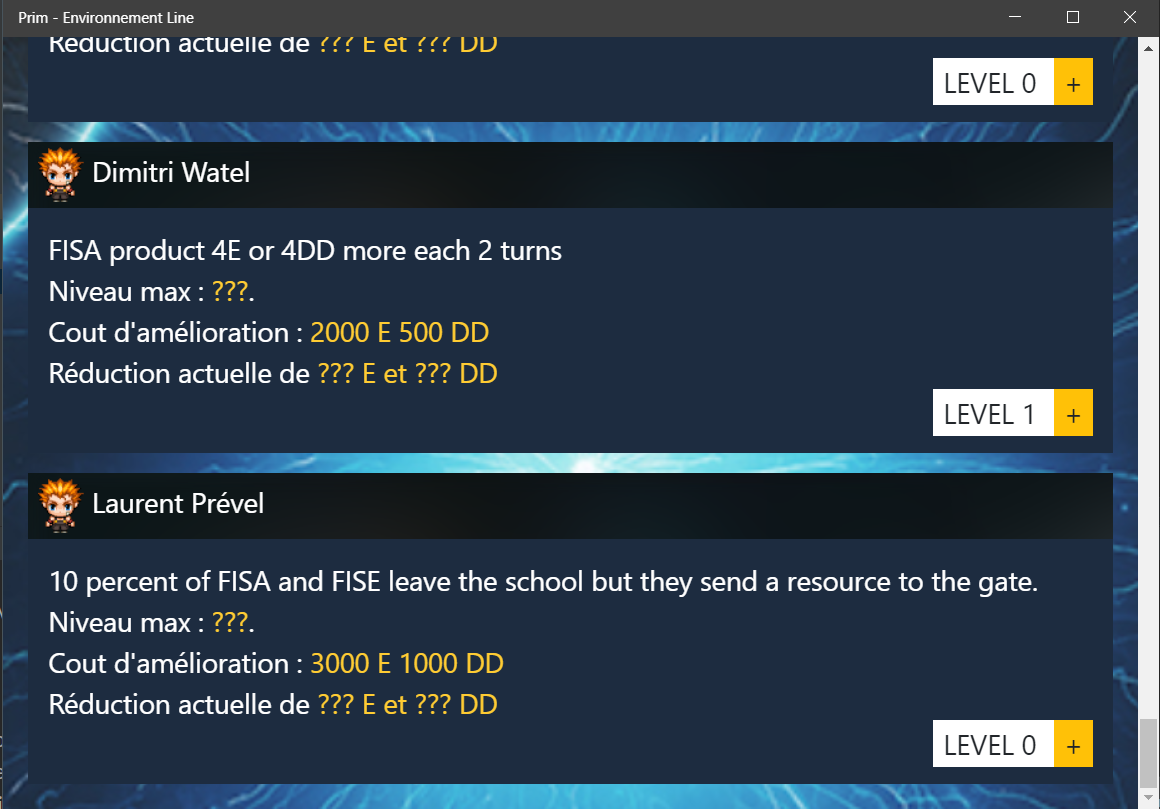 Prim - Environnement Line
Réduction actuelle de ??? E et ??? DD
LEVEL 0 +
Dimitri Watel
FISA product 4E or 4DD more each 2 turns
Niveau max : ???.
Cout d'amélioration : 2000 E 500 DD
Réduction actuelle de ??? E et ??? DD
LEVEL 1 +
Laurent Prével
10 percent of FISA and FISE leave the school but they send a resource to the gate.
Niveau max : ???.
Cout d'amélioration : 3000 E 1000 DD
Réduction actuelle de ??? E et ??? DD
LEVEL 0 +